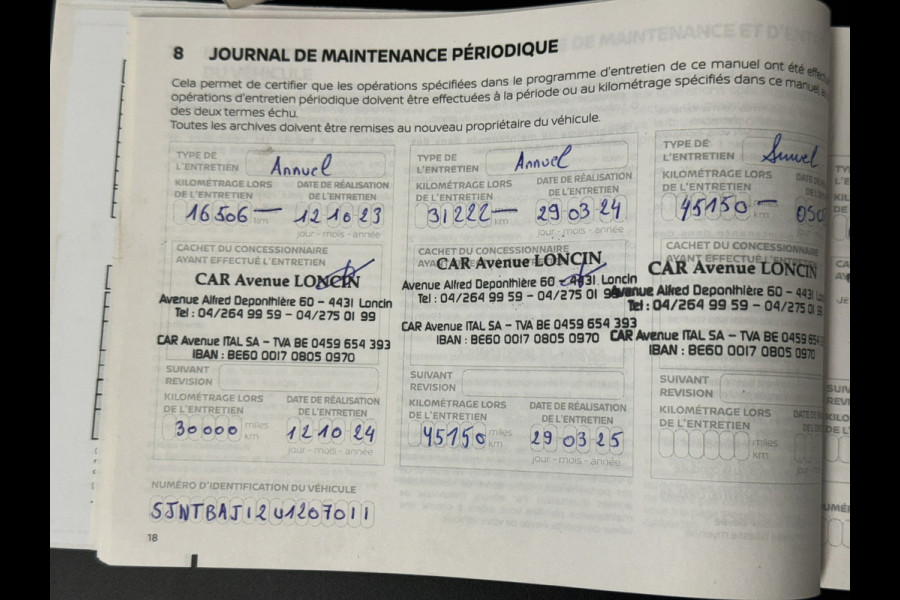 8 JOURNAL DE MAINTENANCE PÉRIODIQUE
Cela permet de certifier que les opérations spécifiées dans le programme d'entretien de ce manuel ont été
opérations d'entretien périodique doivent être effectuées à la période ou au kilométrage spécifiés dans ce manuel,
des deux termes échu.
Toutes les archives doivent être remises au nouveau propriétaire du véhicule.
TYPE DE
L'ENTRETIEN Annuel
KILOMÉTRAGE LORS DATE DE RÉALISATION
DE L'ENTRETIEN DE L'ENTRETIEN
16506 km 12 10 23
jour - mois - année
CACHET DU CONCESSIONNAIRE
AYANT EFFECTUÉ L'ENTRETIEN
CAR Avenue LONCIN
Avenue Alfred Deponthière 60 - 4431 Loncin
Tel : 04/264 99 59 - 04/275 01 99
CAR Avenue ITAL SA - TVA BE 0459 654 393
IBAN : BE60 0017 0805 0970
SUIVANT
REVISION
KILOMÉTRAGE LORS DATE DE RÉALISATION
DE L'ENTRETIEN DE L'ENTRETIEN
30000 miles km 12 10 24
jour - mois - année
TYPE DE
L'ENTRETIEN Annuel
KILOMÉTRAGE LORS DATE DE RÉALISATION
DE L'ENTRETIEN DE L'ENTRETIEN
31222 km 29 03 24
jour - mois - année
CACHET DU CONCESSIONNAIRE
CAR Avenue LONCIN
Avenue Alfred Deponthière 60 - 4431 Loncin
Tel : 04/264 99 59 - 04/275 01
CAR Avenue ITAL SA - TVA BE 0459 654 393
IBAN : BE60 0017 0805 0970
SUIVANT
REVISION
KILOMÉTRAGE LORS DATE DE RÉALISATION
DE L'ENTRETIEN DE L'ENTRETIEN
45150 miles km 29 03 25
jour - mois - année
TYPE DE
L'ENTRETIEN
KILOMÉTRAGE LORS
DE L'ENTRETIEN
45150 km
CACHET DU CONCESSIONNAIRE
AYANT EFFECTUÉ L'ENTRETIEN
CAR Avenue LONCIN
Avenue Alfred Deponthière 60 - 4431
Tel : 04/264 99 59 - 04/275 01
CAR Avenue ITAL SA - TVA BE 0459
IBAN : BE60 0017 0805 0970
SUIVANT
REVISION
KILOMÉTRAGE LORS
DE L'ENTRETIEN
miles
km
NUMÉRO D'IDENTIFICATION DU VÉHICULE
SJNTBAJ12U1207011
18